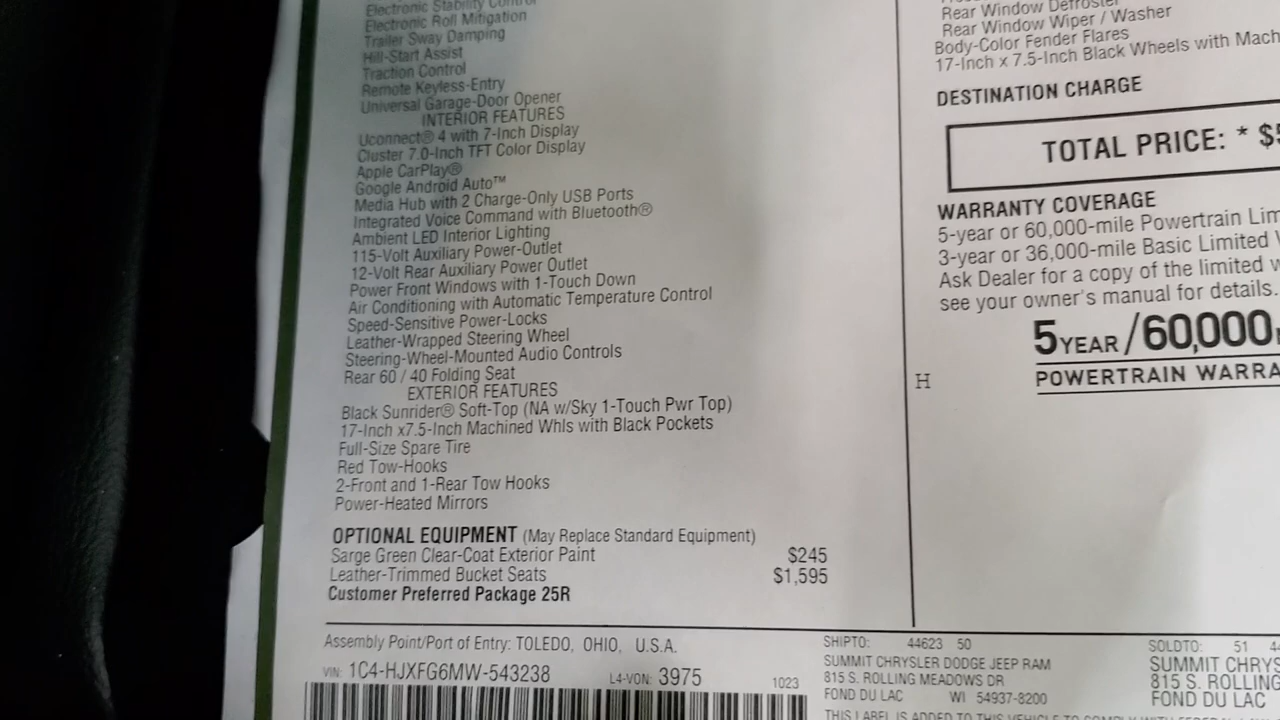 Electronic Stability Control
Electronic Roll Mitigation
Trailer Sway Damping
Hill-Start Assist
Traction Control
Remote Keyless-Entry
Universal Garage-Door Opener
INTERIOR FEATURES
Uconnect® 4 with 7-Inch Display
Cluster 7.0-Inch TFT Color Display
Apple CarPlay®
Google Android Auto™
Media Hub with 2 Charge-Only USB Ports
Integrated Voice Command with Bluetooth®
Ambient LED Interior Lighting
115-Volt Auxiliary Power-Outlet
12-Volt Rear Auxiliary Power Outlet
Power Front Windows with 1-Touch Down
Air Conditioning with Automatic Temperature Control
Speed-Sensitive Power-Locks
Leather-Wrapped Steering Wheel
Steering-Wheel-Mounted Audio Controls
Rear 60 / 40 Folding Seat
EXTERIOR FEATURES
Black Sunrider® Soft-Top (NA w/Sky 1-Touch Pwr Top)
17-Inch x7.5-Inch Machined Whls with Black Pockets
Full-Size Spare Tire
Red Tow-Hooks
2-Front and 1-Rear Tow Hooks
Power-Heated Mirrors
OPTIONAL EQUIPMENT (May Replace Standard Equipment)
Sarge Green Clear-Coat Exterior Paint $245
Leather-Trimmed Bucket Seats $1,595
Customer Preferred Package 25R
Rear Window Defroster
Rear Window Wiper / Washer
Body-Color Fender Flares
17-Inch x 7.5-Inch Black Wheels with Mach
DESTINATION CHARGE
TOTAL PRICE: * $
WARRANTY COVERAGE
5-year or 60,000-mile Powertrain Lim
3-year or 36,000-mile Basic Limited
Ask Dealer for a copy of the limited w
see your owner's manual for details.
5 YEAR / 60,000
H
POWERTRAIN WARRA
Assembly Point/Port of Entry: TOLEDO, OHIO, U.S.A.
VIN: 1C4-HJXFG6MW-543238 L4-VON: 3975 1023
SHIPTO: 44623 50
SUMMIT CHRYSLER DODGE JEEP RAM
815 S. ROLLING MEADOWS DR
FOND DU LAC WI 54937-8200
SOLDTO: 51 4
SUMMIT CHRYS
815 S. ROLLING
FOND DU LAC